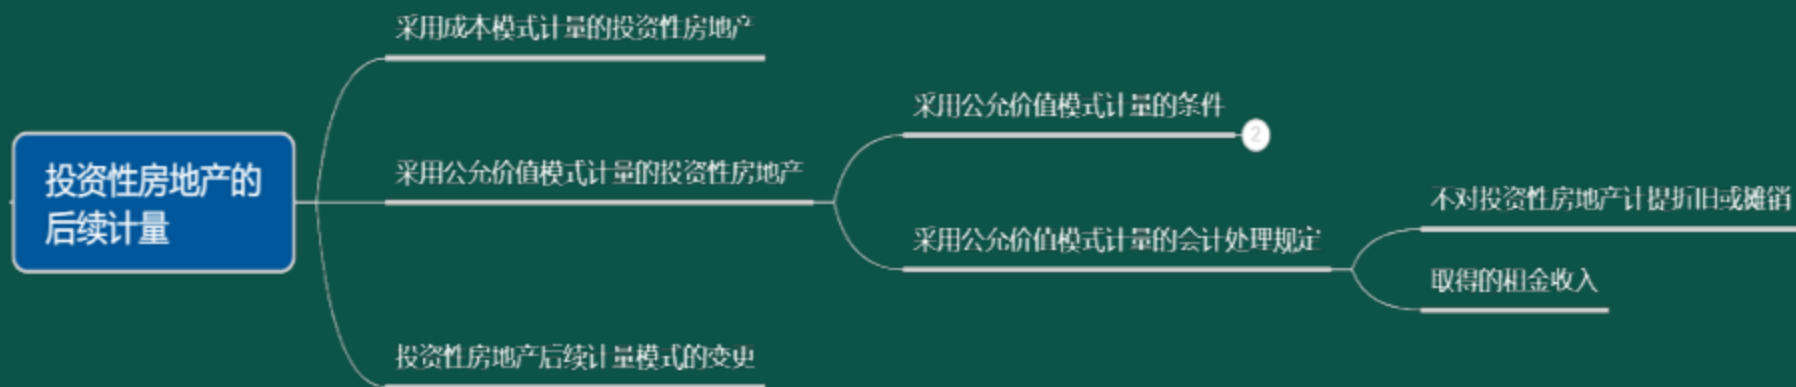 采用成本模式计量的投资性房地产
采用公允价值模式计量的条件
2
投资性房地产的
后续计量
采用公允价值模式计量的投资性房地产
不对投资性房地产计提折旧或摊销
采用公允价值模式计量的会计处理规定
取得的租金收入
投资性房地产后续计量模式的变更